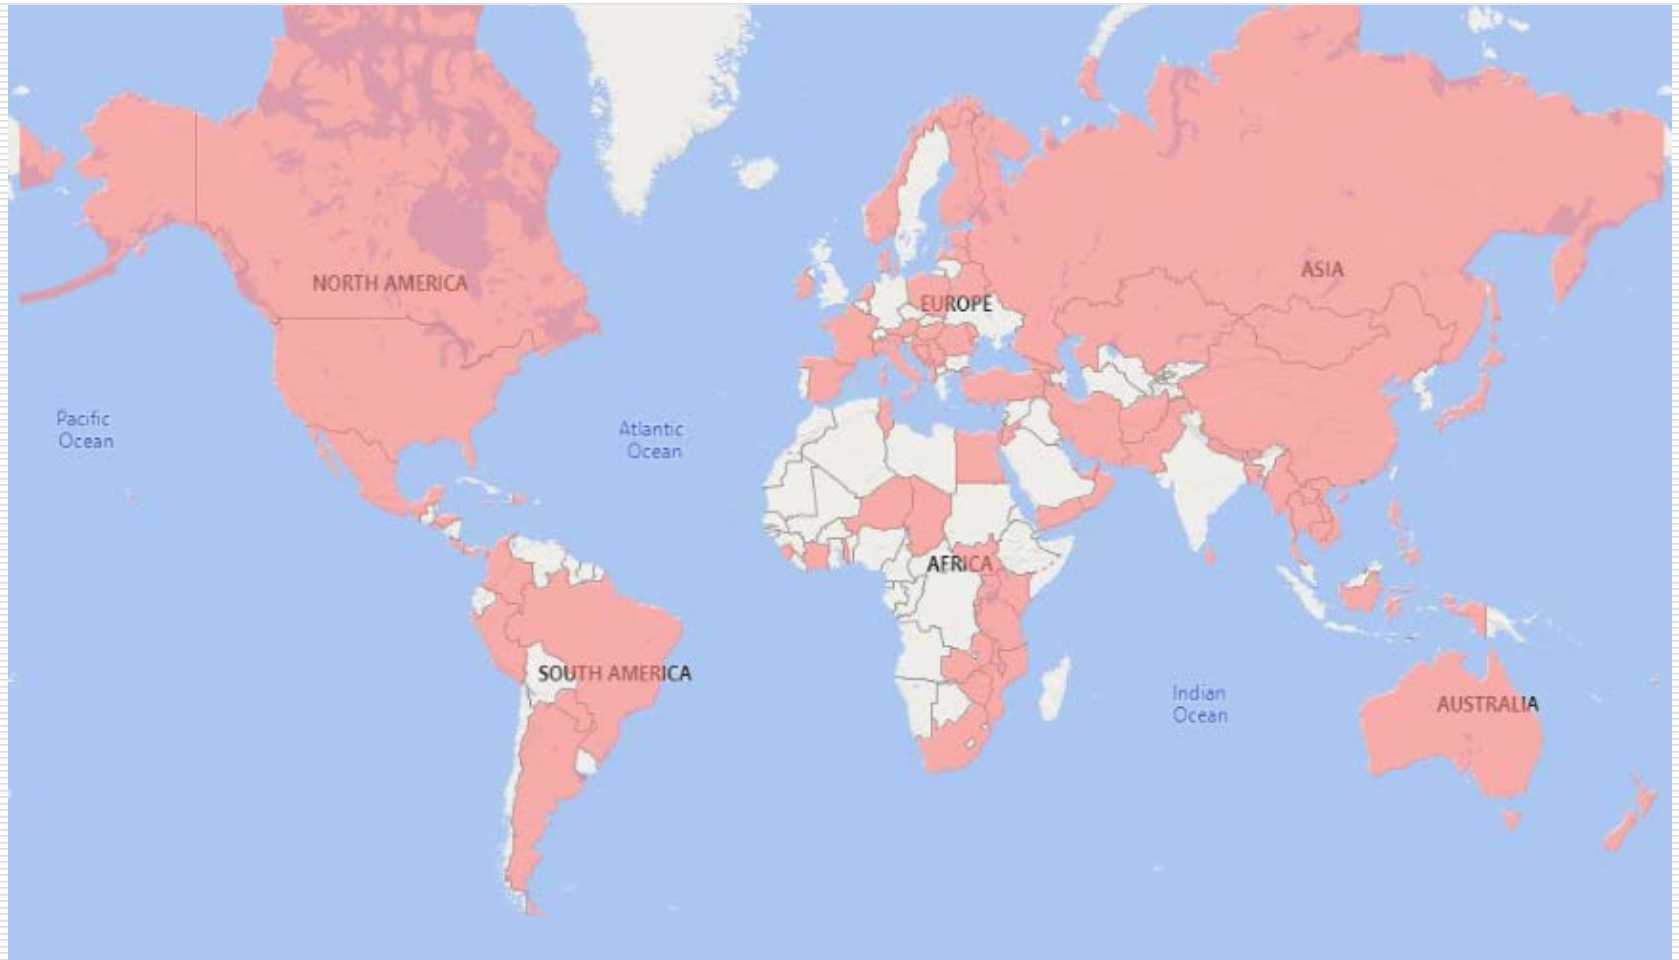 NORTH AMERICA
ASIA
EUROPE
Pacific
Ocean
Atlantic
Ocean
AFRICA
SOUTH AMERICA
Indian
Ocean
AUSTRALIA